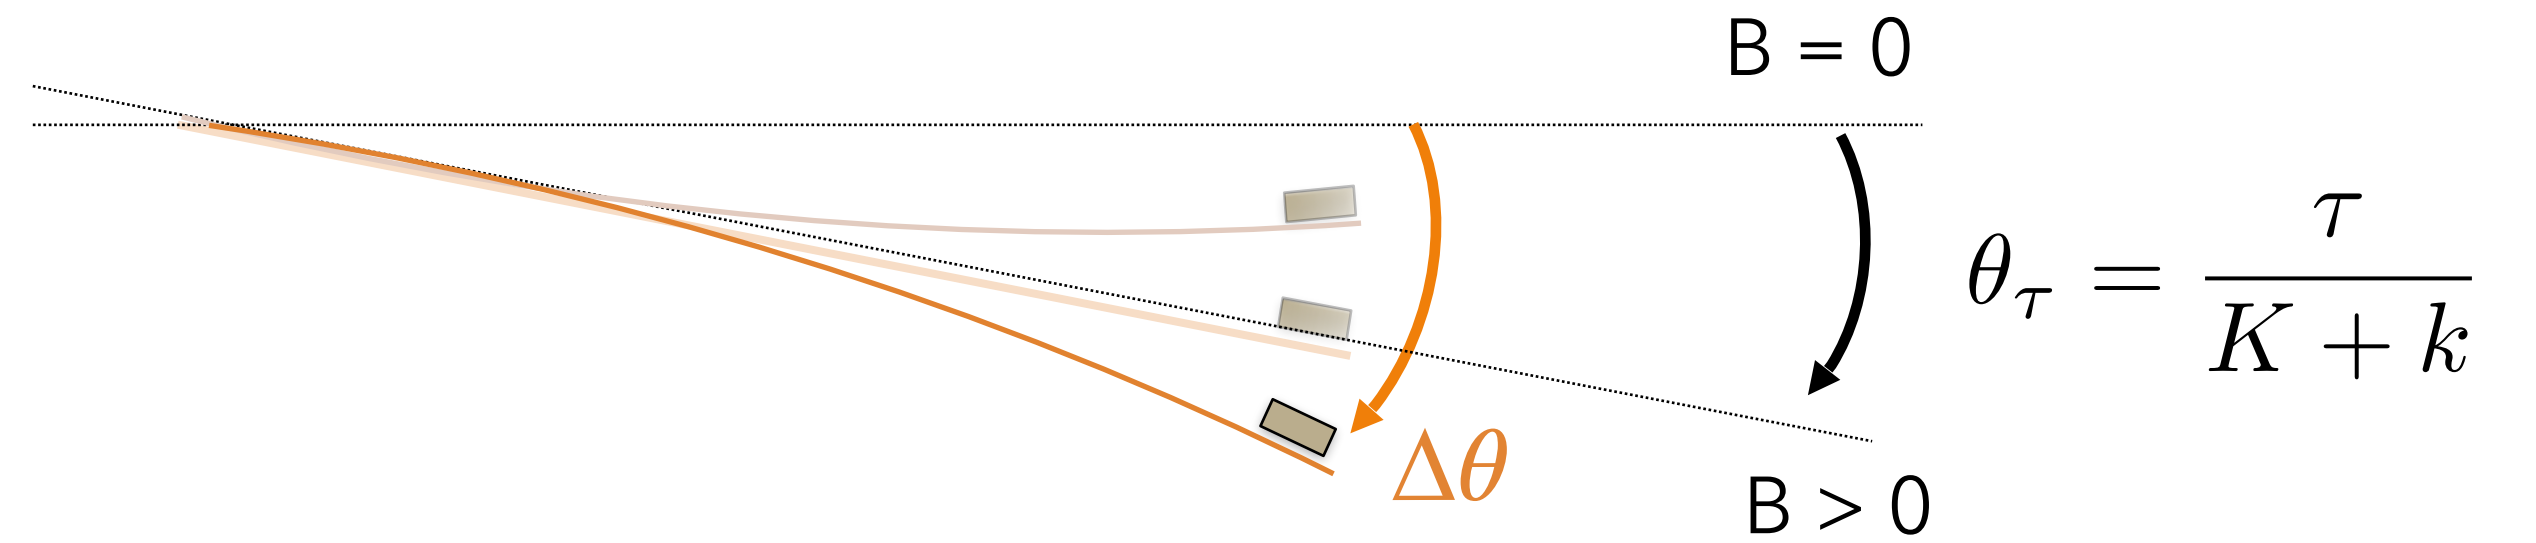 B = 0
θ_τ = τ / (K + k)
Δθ
B > 0